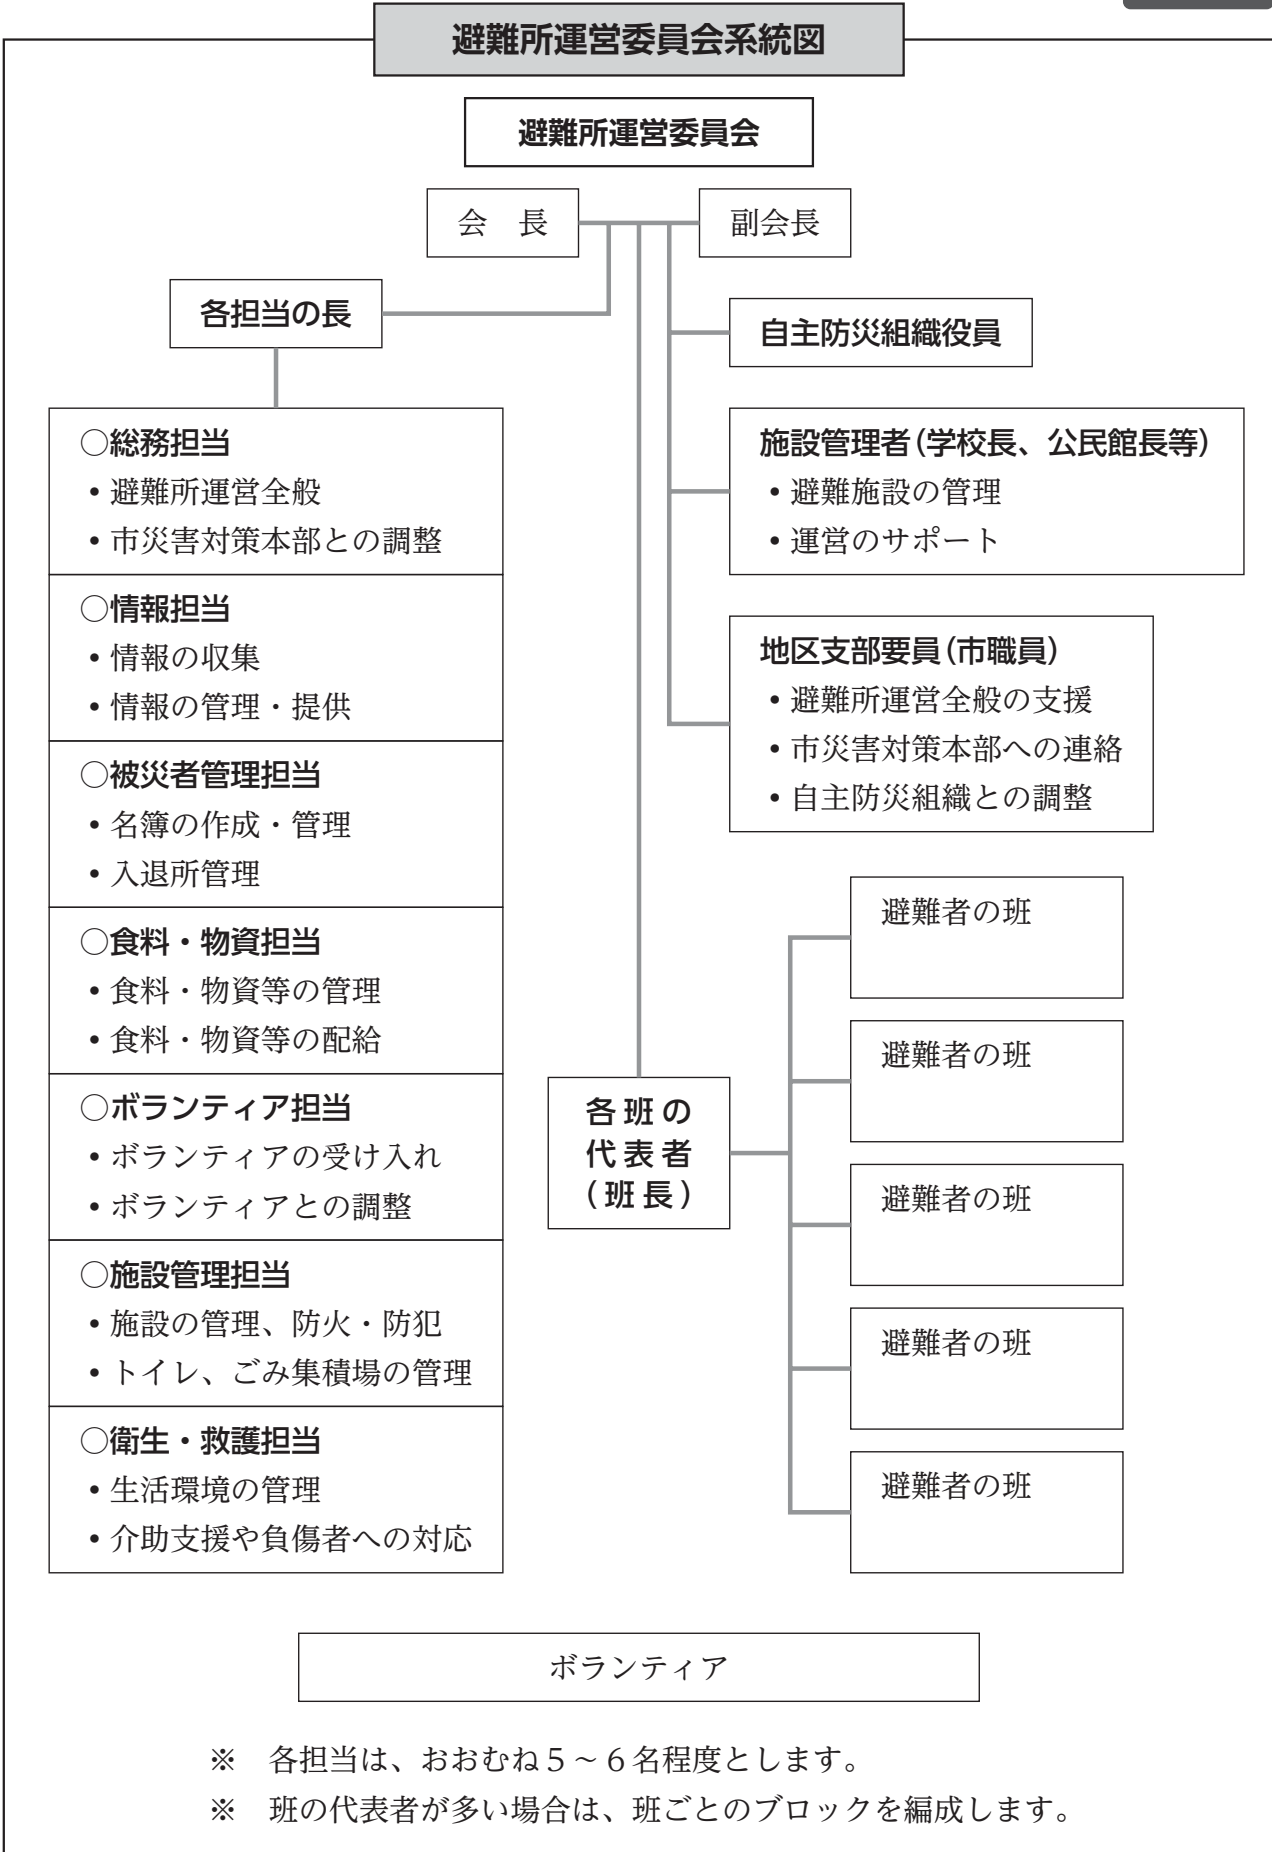 避難所運営委員会系統図
避難所運営委員会
会　長
副会長
各担当の長
○総務担当
• 避難所運営全般
• 市災害対策本部との調整
○情報担当
• 情報の収集
• 情報の管理・提供
○被災者管理担当
• 名簿の作成・管理
• 入退所管理
○食料・物資担当
• 食料・物資等の管理
• 食料・物資等の配給
○ボランティア担当
• ボランティアの受け入れ
• ボランティアとの調整
○施設管理担当
• 施設の管理、防火・防犯
• トイレ、ごみ集積場の管理
○衛生・救護担当
• 生活環境の管理
• 介助支援や負傷者への対応
自主防災組織役員
施設管理者（学校長、公民館長等）
• 避難施設の管理
• 運営のサポート
地区支部要員（市職員）
• 避難所運営全般の支援
• 市災害対策本部への連絡
• 自主防災組織との調整
各班の
代表者
（班長）
避難者の班
避難者の班
避難者の班
避難者の班
避難者の班
ボランティア
※　各担当は、おおむね５～６名程度とします。
※　班の代表者が多い場合は、班ごとのブロックを編成します。